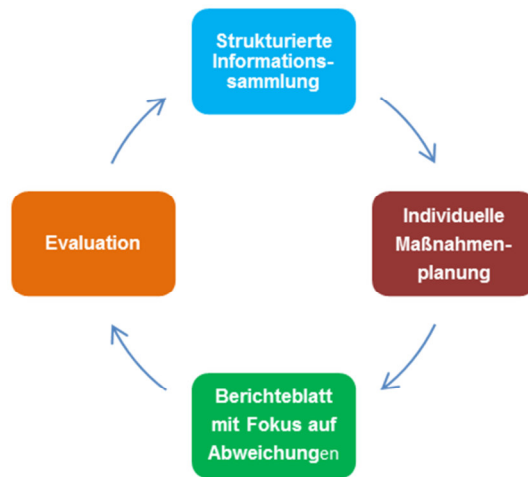 Strukturierte
Informations-
sammlung
Individuelle
Maßnahmen-
planung
Berichteblatt
mit Fokus auf
Abweichungen
Evaluation